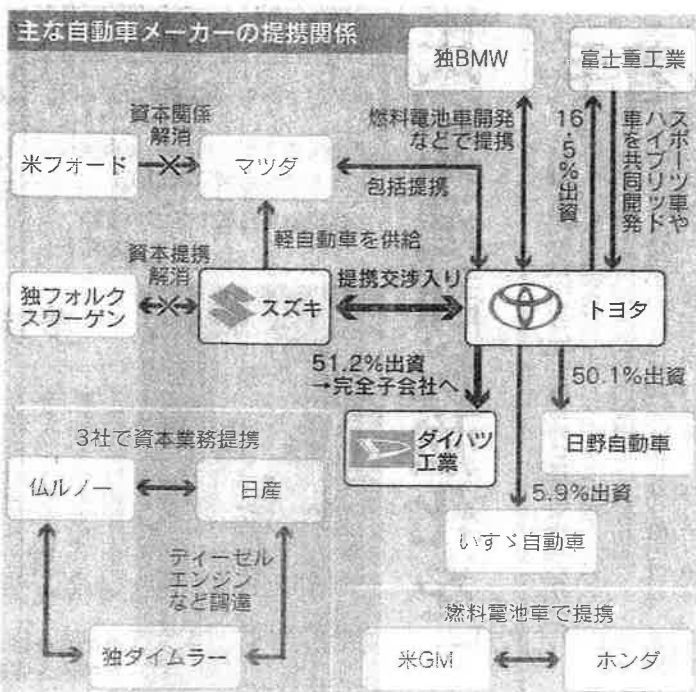 主な自動車メーカーの提携関係
独BMW
富士重工業
資本関係
解消
燃料電池車開発
などで提携
16・5%出資
スポーツ車や
ハイブリッド
車を共同開発
米フォード
マツダ
包括提携
軽自動車を供給
資本提携
解消
提携交渉入り
独フォルク
スワーゲン
スズキ
トヨタ
51.2%出資
→完全子会社へ
50.1%出資
ダイハツ
工業
日野自動車
3社で資本業務提携
仏ルノー
日産
5.9%出資
いすゞ自動車
ディーゼル
エンジン
など調達
燃料電池車で提携
独ダイムラー
米GM
ホンダ